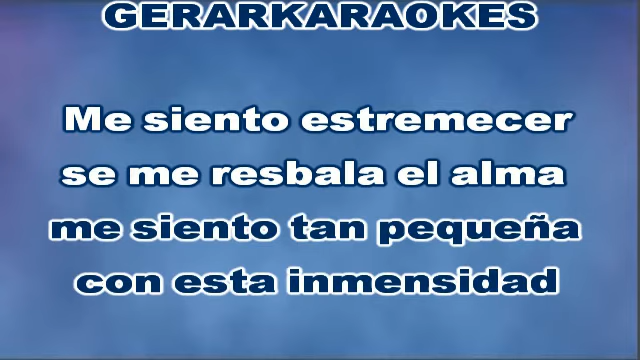 GERARKARAOKES
Me siento estremecer
se me resbala el alma
me siento tan pequeña
con esta inmensidad